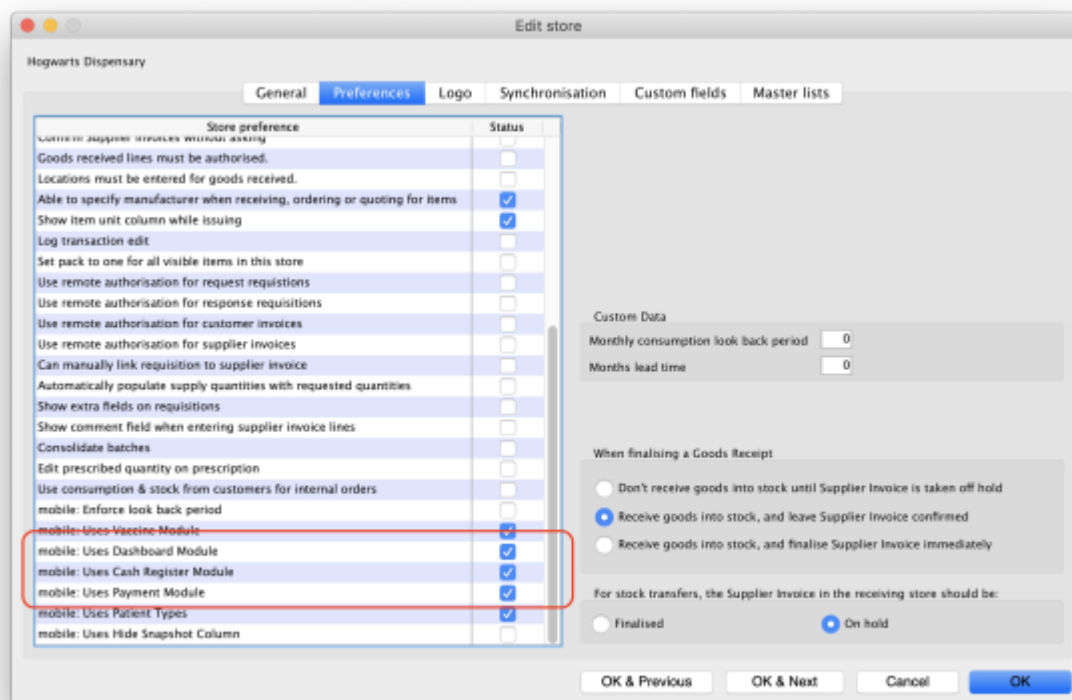 Edit store
Hogwarts Dispensary
General Preferences Logo Synchronisation Custom fields Master lists
Store preference Status
Confirm supplier invoices without asking
Goods received lines must be authorised.
Locations must be entered for goods received.
Able to specify manufacturer when receiving, ordering or quoting for items
Show item unit column while issuing
Log transaction edit
Set pack to one for all visible items in this store
Use remote authorisation for request requistions
Use remote authorisation for response requisitions
Use remote authorisation for customer invoices
Use remote authorisation for supplier invoices
Can manually link requisition to supplier invoice
Automatically populate supply quantities with requested quantities
Show extra fields on requisitions
Show comment field when entering supplier invoice lines
Consolidate batches
Edit prescribed quantity on prescription
Use consumption & stock from customers for internal orders
mobile: Enforce look back period
mobile: Uses Vaccine Module
mobile: Uses Dashboard Module
mobile: Uses Cash Register Module
mobile: Uses Payment Module
mobile: Uses Patient Types
mobile: Uses Hide Snapshot Column
Custom Data
Monthly consumption look back period 0
Months lead time 0
When finalising a Goods Receipt
Don't receive goods into stock until Supplier Invoice is taken off hold
Receive goods into stock, and leave Supplier Invoice confirmed
Receive goods into stock, and finalise Supplier Invoice immediately
For stock transfers, the Supplier Invoice in the receiving store should be:
Finalised On hold
OK & Previous OK & Next Cancel OK